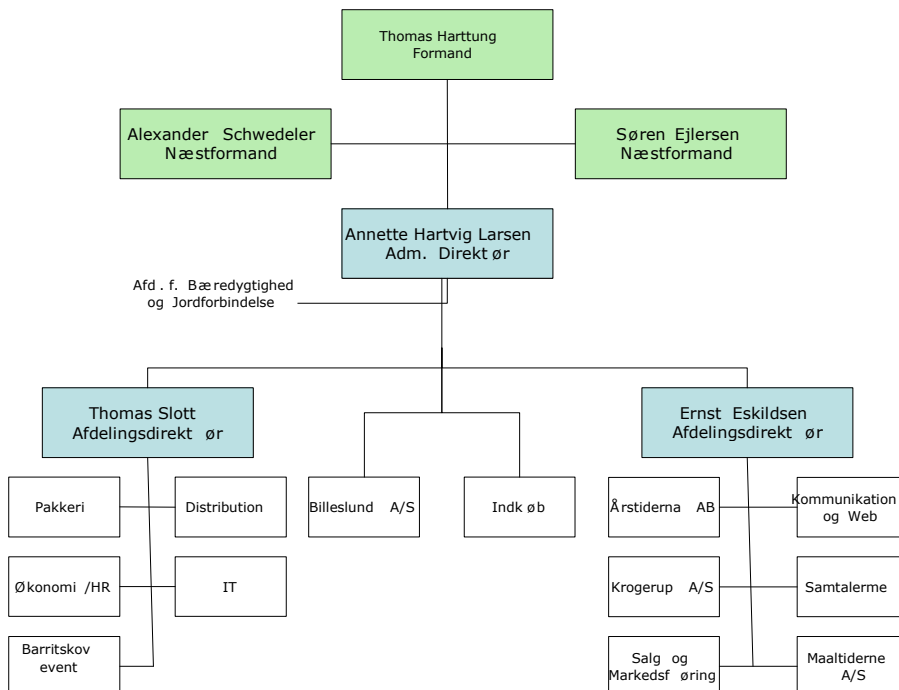 Thomas Harttung
Formand
Alexander Schwedeler
Næstformand
Søren Ejlersen
Næstformand
Annette Hartvig Larsen
Adm. Direktør
Afd. f. Bæredygtighed
og Jordforbindelse
Thomas Slott
Afdelingsdirektør
Ernst Eskildsen
Afdelingsdirektør
Pakkeri
Distribution
Billeslund A/S
Indkøb
Årstiderna AB
Kommunikation
og Web
Økonomi/HR
IT
Krogerup A/S
Samtalerme
Barritskov
event
Salg og
Markedsføring
Maaltiderne
A/S